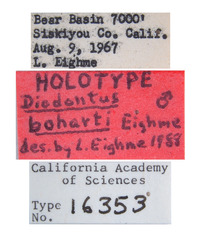 Bear Basin 7000'
Siskiyou Co. Calif.
Aug. 9, 1967
L. Eighme
HOLOTYPE
Diodontus ♂
boharti Eighme
des. by L. Eighme 1988
California Academy
of Sciences
Type
No. 16353